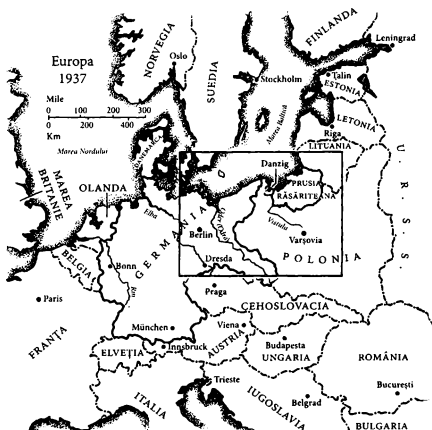 Europa
1937
Mile
0 100 200 300
Km
0 200 400
NORVEGIA
Oslo
SUEDIA
Stockholm
FINLANDA
Leningrad
Talin
ESTONIA
Riga
LETONIA
LITUANIA
U. R. S. S.
Marea Baltică
Marea Nordului
DANEMARCA
MAREA
BRITANIE
OLANDA
Danzig
PRUSIA
RĂSĂRITEANĂ
Elba
GERMANIA
Berlin
Vistula
Varșovia
POLONIA
Dresda
BELGIA
Bonn
Rin
Paris
Praga
CEHOSLOVACIA
FRANȚA
München
Viena
Budapesta
ELVEȚIA
Innsbruck
AUSTRIA
UNGARIA
ROMÂNIA
Trieste
București
ITALIA
IUGOSLAVIA
Belgrad
BULGARIA